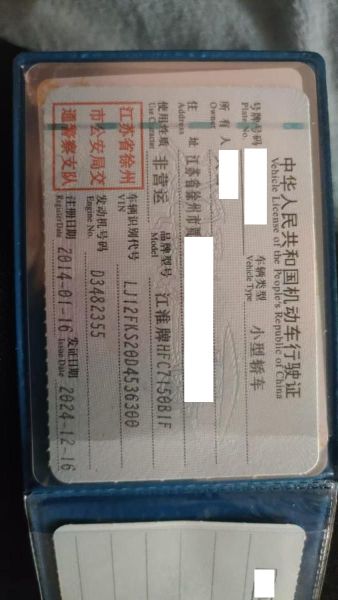 中华人民共和国机动车行驶证
Vehicle License of the People's Republic of China
号牌号码
Plate No.
车辆类型 小型轿车
Vehicle Type
所有人
Owner
住址 江苏省徐州市
Address
使用性质 非营运 品牌型号 江淮牌HFC7150B1F
Use Character Model
江苏省徐州
市公安局交
通警察支队
车辆识别代号 LJ12FKS20D4536300
VIN
发动机号码 D3482355
Engine No.
注册日期 2014-01-16 发证日期 2024-12-16
Register Date Issue Date